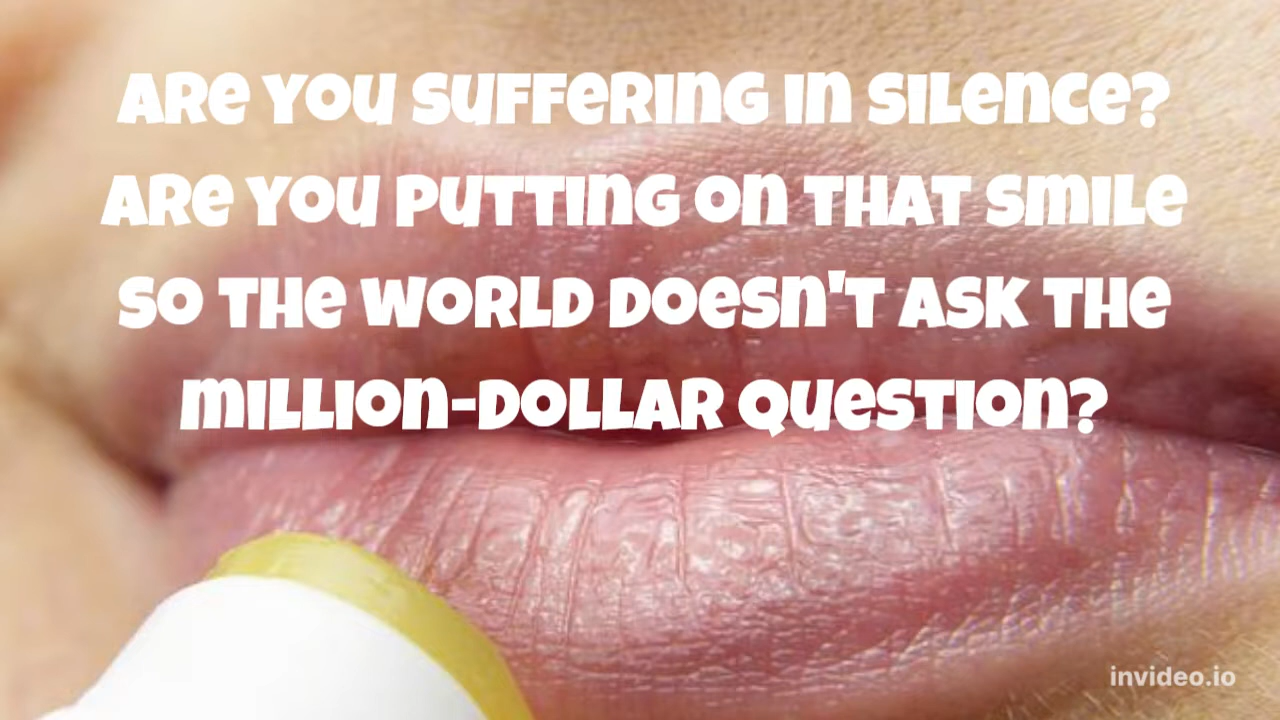 ARE YOU SUFFERING IN SILENCE?
ARE YOU PUTTING ON THAT SMILE
SO THE WORLD DOESN'T ASK THE
MILLION-DOLLAR QUESTION?
invideo.io